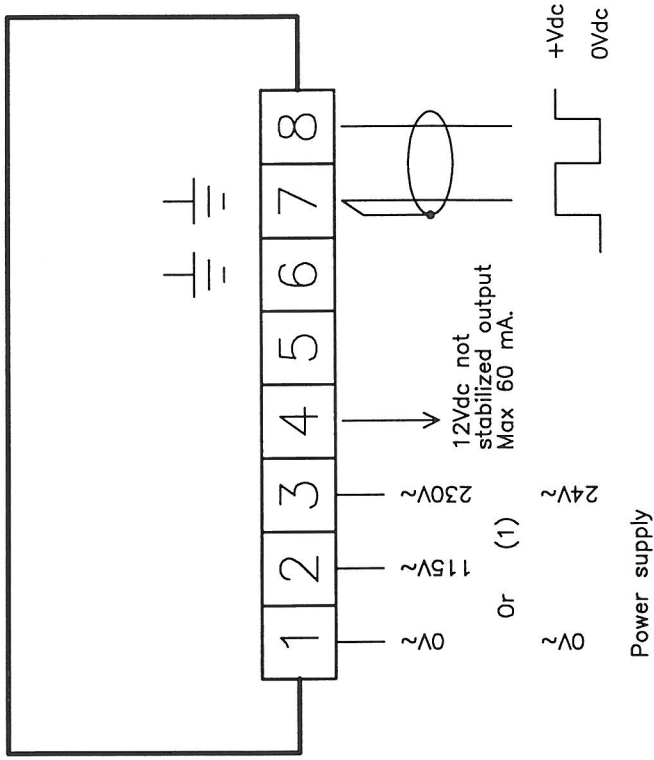 1 2 3 4 5 6 7 8
0V~ 115V~ 230V~
Or (1)
0V~ 24V~
Power supply
12Vdc not
stabilized output
Max 60 mA.
+Vdc
0Vdc